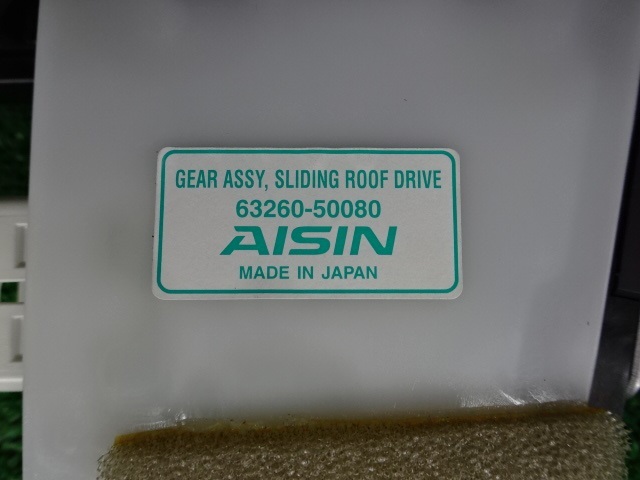 GEAR ASSY, SLIDING ROOF DRIVE
63260-50080
AISIN
MADE IN JAPAN